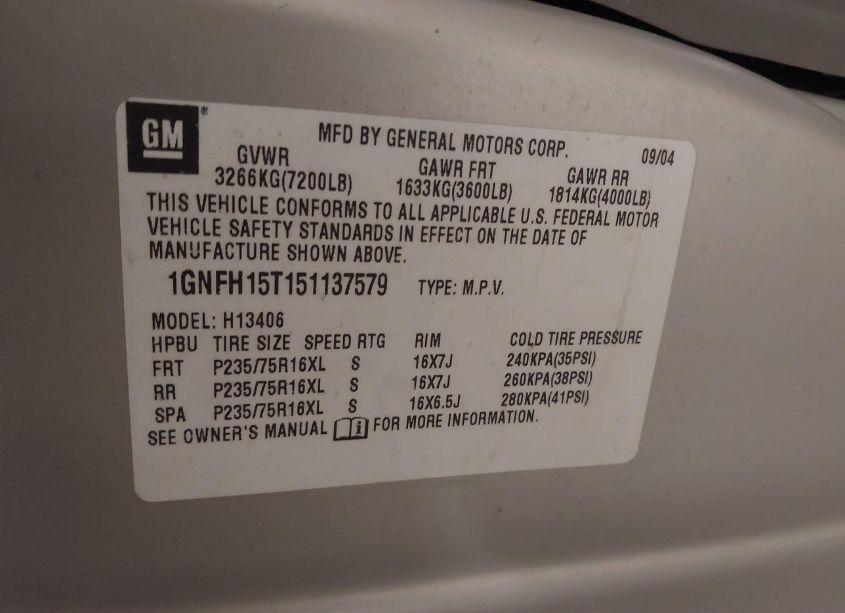 GM®
MFD BY GENERAL MOTORS CORP. 09/04
GVWR GAWR FRT GAWR RR
3266KG(7200LB) 1633KG(3600LB) 1814KG(4000LB)
THIS VEHICLE CONFORMS TO ALL APPLICABLE U.S. FEDERAL MOTOR
VEHICLE SAFETY STANDARDS IN EFFECT ON THE DATE OF
MANUFACTURE SHOWN ABOVE.
1GNFH15T151137579 TYPE: M.P.V.
MODEL: H13406
HPBU TIRE SIZE SPEED RTG RIM COLD TIRE PRESSURE
FRT P235/75R16XL S 16X7J 240KPA(35PSI)
RR P235/75R16XL S 16X7J 260KPA(38PSI)
SPA P235/75R16XL S 16X6.5J 280KPA(41PSI)
SEE OWNER'S MANUAL i FOR MORE INFORMATION.